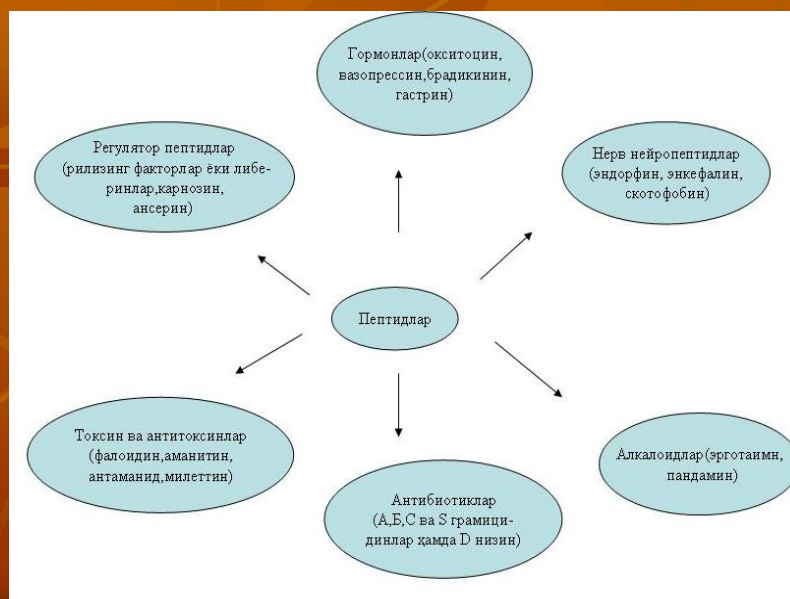 Гормонлар(окситоцин,
вазопрессин,брадикинин,
гастрин)
Регулятор пептидлар
(рилизинг факторлар ёки либе-
ринлар,карнозин,
ансерин)
Нерв нейропептидлар
(эндорфин, энкефалин,
скотофобин)
Пептидлар
Токсин ва антитоксинлар
(фалоидин,аманитин,
антаманид,милеттин)
Алкалоидлар(эрготаимн,
пандамин)
Антибиотиклар
(А,Б,С ва S грамици-
динлар ҳамда D низин)